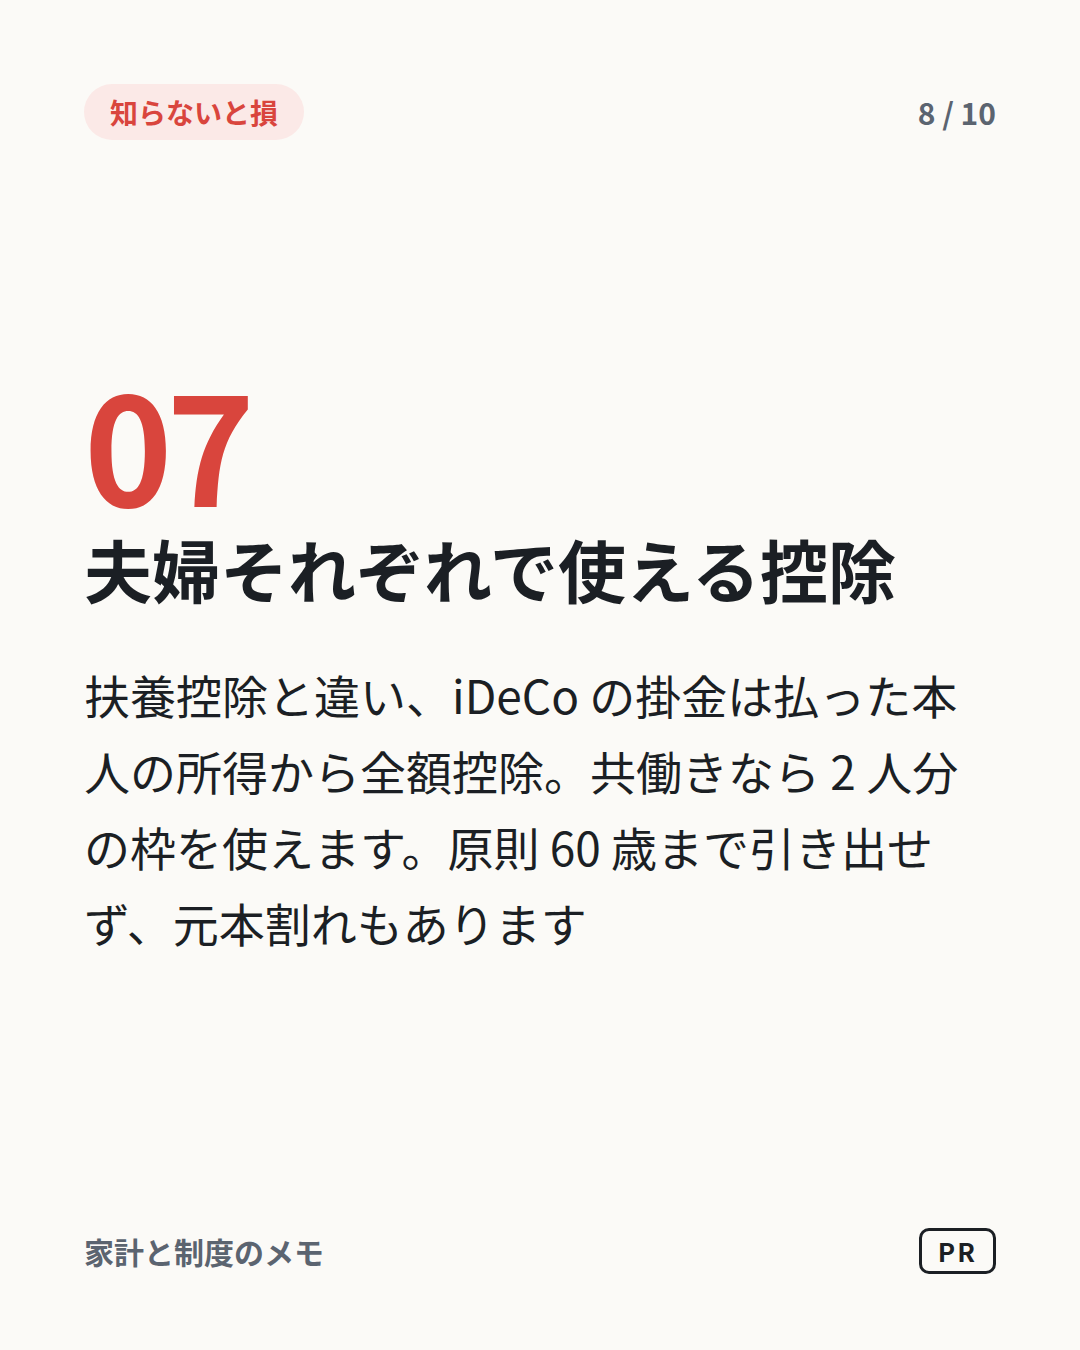 知らないと損
8 / 10
07
夫婦それぞれで使える控除
扶養控除と違い、iDeCo の掛金は払った本
人の所得から全額控除。共働きなら 2 人分
の枠を使えます。原則 60 歳まで引き出せ
ず、元本割れもあります
家計と制度のメモ
PR